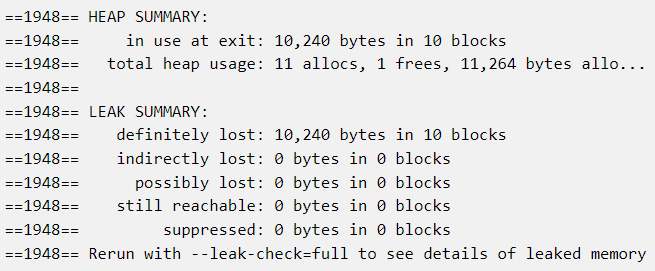 ==1948== HEAP SUMMARY:
==1948==     in use at exit: 10,240 bytes in 10 blocks
==1948==   total heap usage: 11 allocs, 1 frees, 11,264 bytes allo...
==1948==
==1948== LEAK SUMMARY:
==1948==    definitely lost: 10,240 bytes in 10 blocks
==1948==    indirectly lost: 0 bytes in 0 blocks
==1948==      possibly lost: 0 bytes in 0 blocks
==1948==    still reachable: 0 bytes in 0 blocks
==1948==         suppressed: 0 bytes in 0 blocks
==1948== Rerun with --leak-check=full to see details of leaked memory